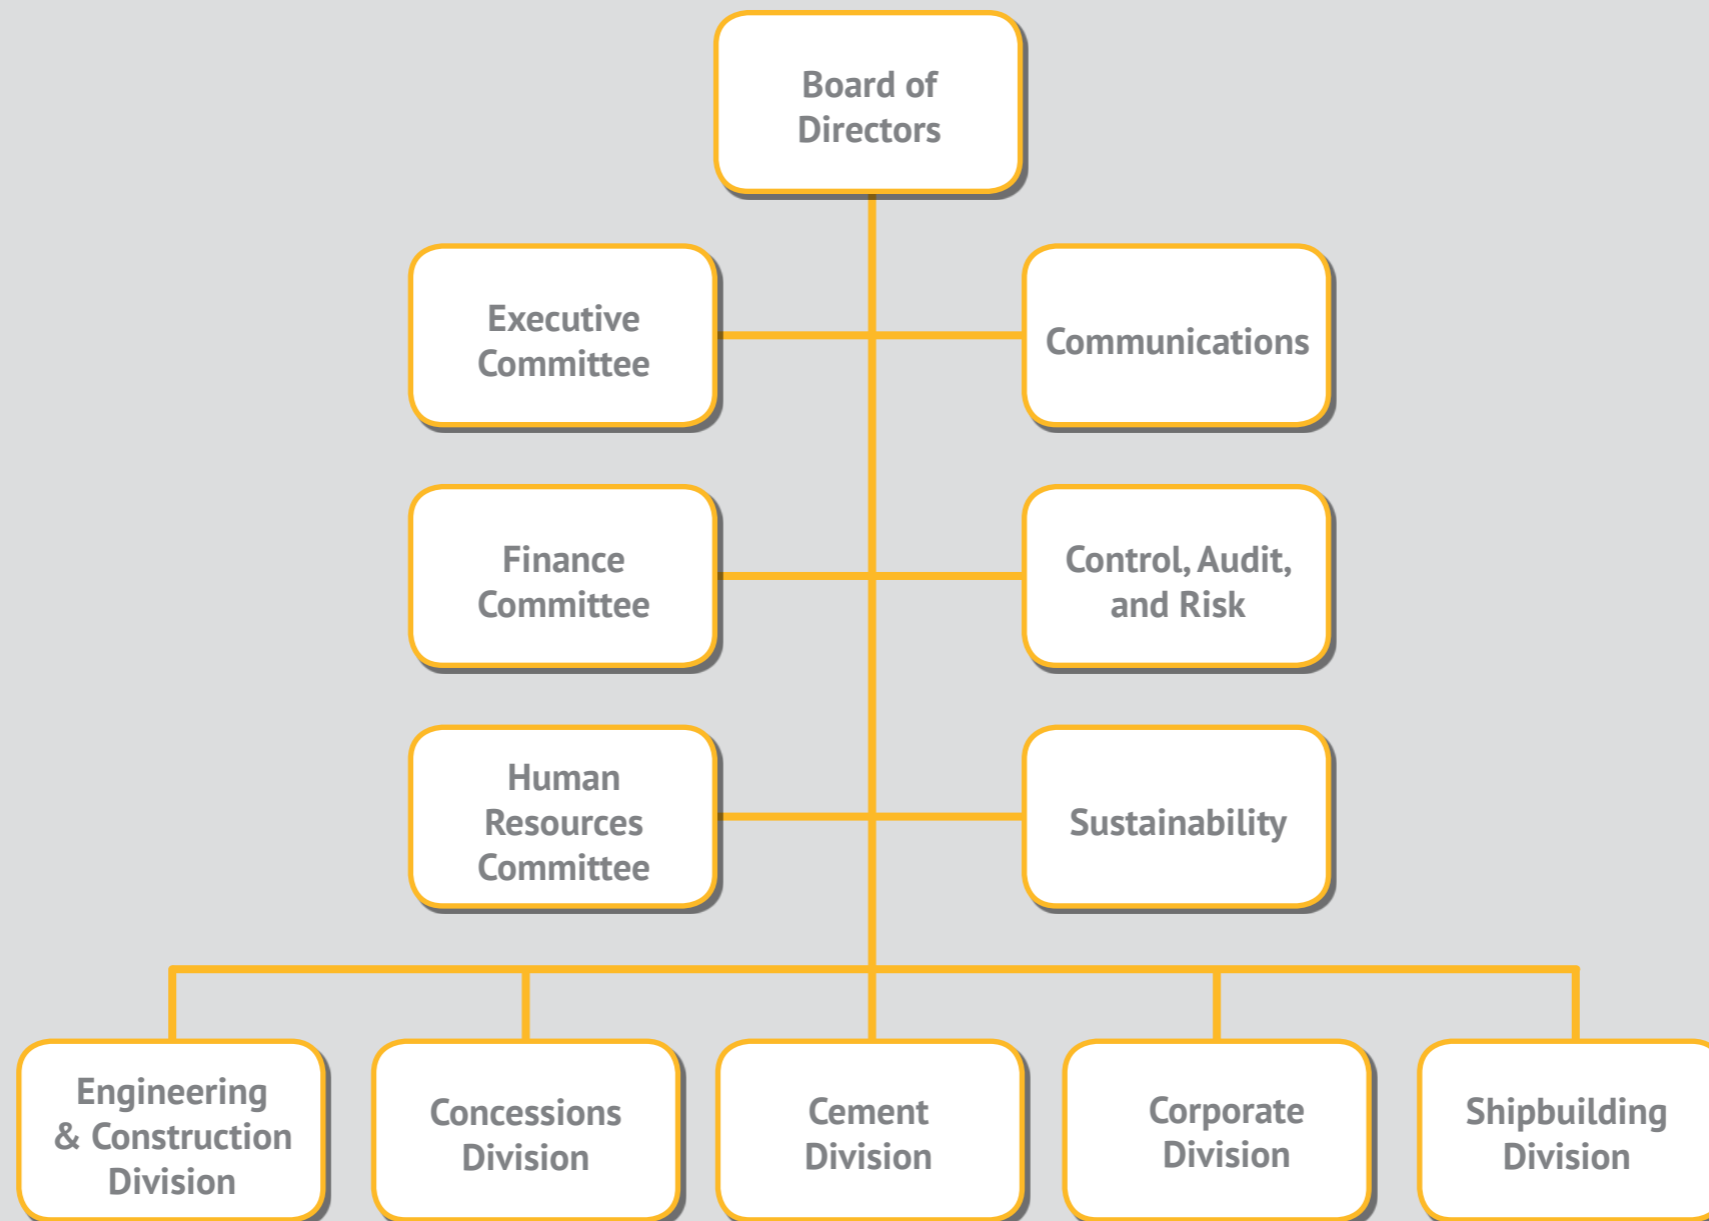 Board of
Directors
Executive
Committee
Communications
Finance
Committee
Control, Audit,
and Risk
Human
Resources
Committee
Sustainability
Engineering
& Construction
Division
Concessions
Division
Cement
Division
Corporate
Division
Shipbuilding
Division